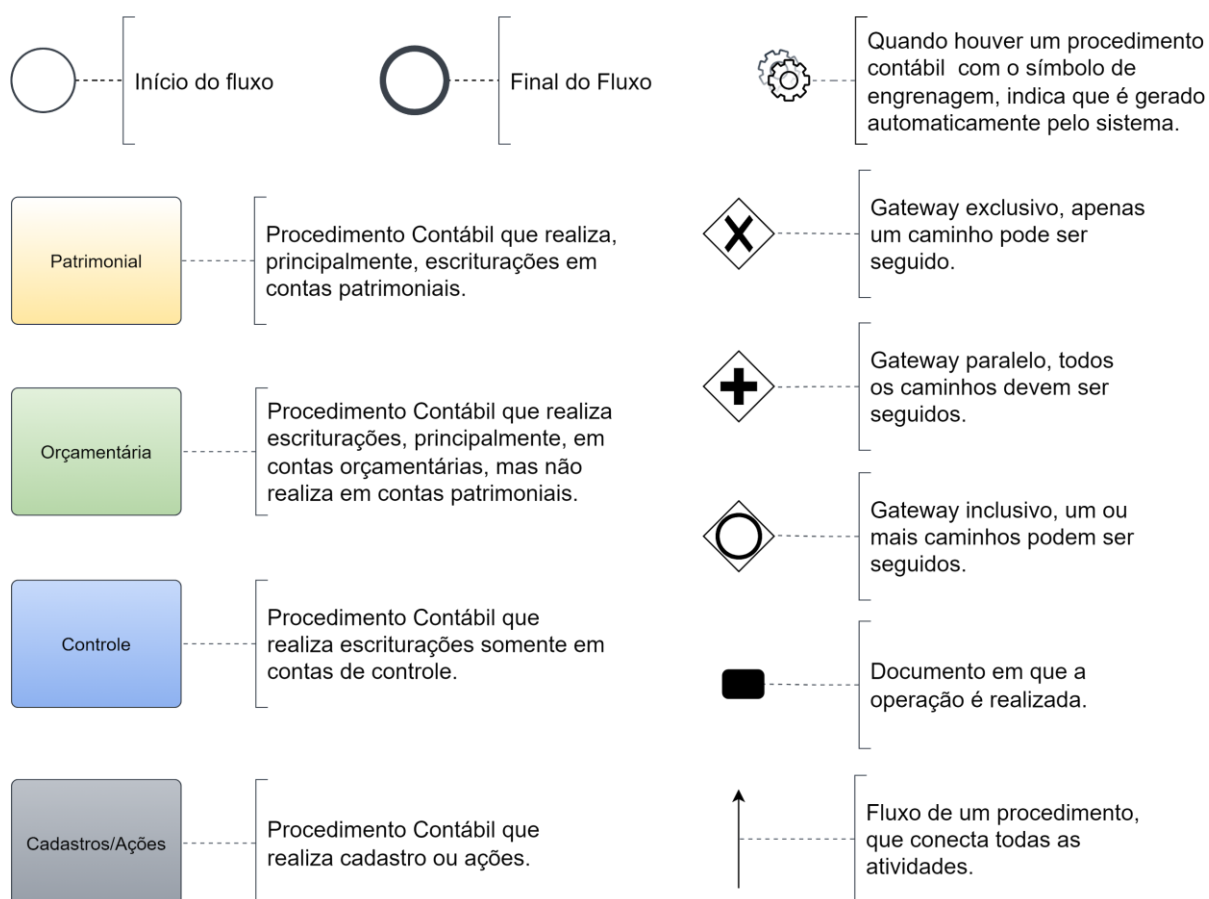 Início do fluxo
Final do Fluxo
Quando houver um procedimento
contábil com o símbolo de
engrenagem, indica que é gerado
automaticamente pelo sistema.
Patrimonial
Procedimento Contábil que realiza,
principalmente, escriturações em
contas patrimoniais.
Gateway exclusivo, apenas
um caminho pode ser
seguido.
Orçamentária
Procedimento Contábil que realiza
escriturações, principalmente, em
contas orçamentárias, mas não
realiza em contas patrimoniais.
Gateway paralelo, todos
os caminhos devem ser
seguidos.
Gateway inclusivo, um ou
mais caminhos podem ser
seguidos.
Controle
Procedimento Contábil que
realiza escriturações somente em
contas de controle.
Documento em que a
operação é realizada.
Cadastros/Ações
Procedimento Contábil que
realiza cadastro ou ações.
Fluxo de um procedimento,
que conecta todas as
atividades.